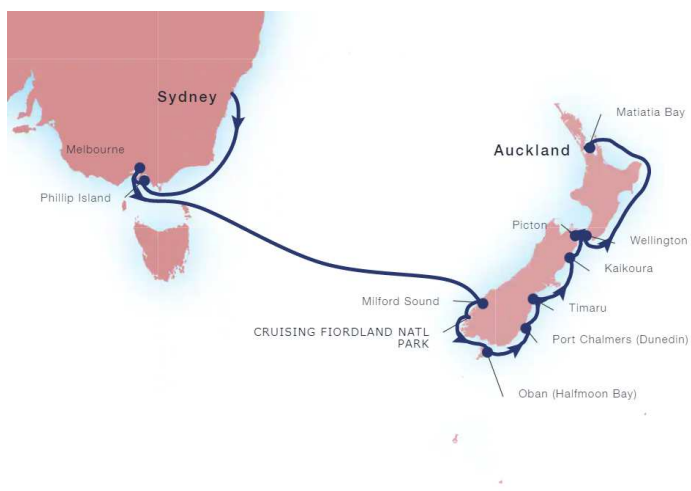 Sydney
Matiatia Bay
Melbourne
Auckland
Phillip Island
Picton
Wellington
Kaikoura
Milford Sound
Timaru
CRUISING FIORDLAND NATL
PARK
Port Chalmers (Dunedin)
Oban (Halfmoon Bay)